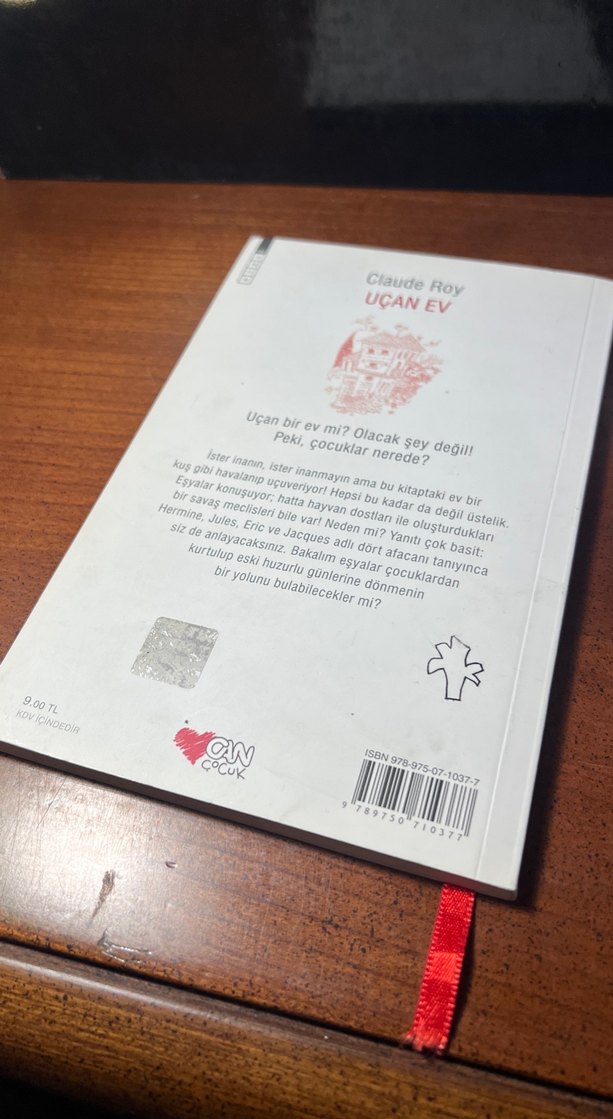 Claude Roy
UÇAN EV
Uçan bir ev mi? Olacak şey değil!
Peki, çocuklar nerede?
İster inanın, ister inanmayın ama bu kitaptaki ev bir
kuş gibi havalanıp uçuveriyor! Hepsi bu kadar da değil üstelik.
Eşyalar konuşuyor; hatta hayvan dostları ile oluşturdukları
bir savaş meclisleri bile var! Neden mi? Yanıtı çok basit:
Hermine, Jules, Eric ve Jacques adlı dört afacanı tanıyınca
siz de anlayacaksınız. Bakalım eşyalar çocuklardan
kurtulup eski huzurlu günlerine dönmenin
bir yolunu bulabilecekler mi?
9.00 TL
KDV İÇİNDEDİR
CAN
ÇOCUK
ISBN 978-975-07-1037-7
9 789750 710377